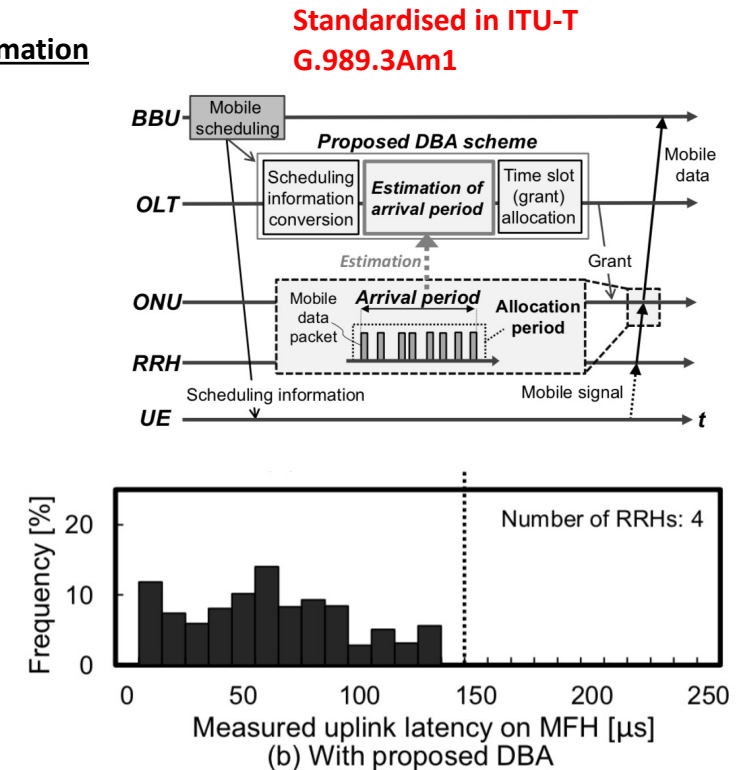 mation
Standardised in ITU-T
G.989.3Am1
BBU
Mobile
scheduling
Proposed DBA scheme
Mobile
data
OLT
Scheduling
information
conversion
Estimation of
arrival period
Time slot
(grant)
allocation
Estimation
Grant
ONU
Mobile
data
packet
Arrival period
Allocation
period
RRH
Scheduling information
Mobile signal
UE
t
Frequency [%]
20
10
0
Number of RRHs: 4
0 50 100 150 200 250
Measured uplink latency on MFH [μs]
(b) With proposed DBA